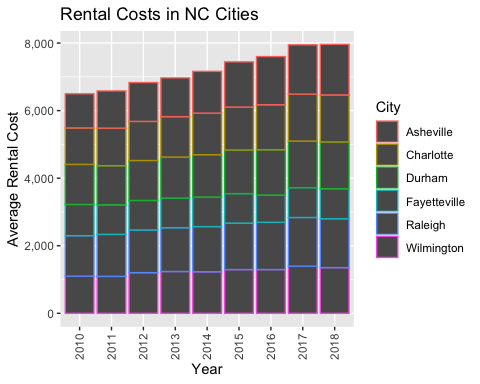 Rental Costs in NC Cities
Average Rental Cost
8,000
6,000
4,000
2,000
0
2010
2011
2012
2013
2014
2015
2016
2017
2018
Year
City
Asheville
Charlotte
Durham
Fayetteville
Raleigh
Wilmington